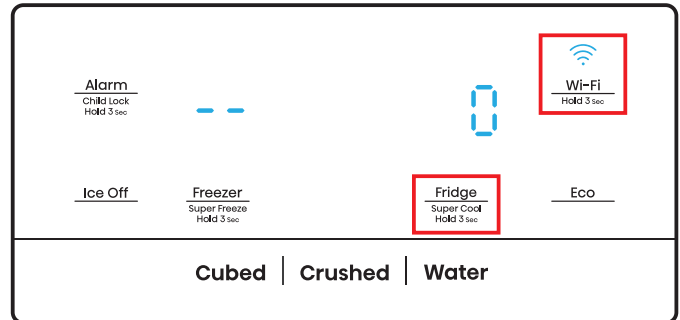 Alarm
Child Lock
Hold 3 Sec
-- 0
Wi-Fi
Hold 3 Sec
Ice Off
Freezer
Super Freeze
Hold 3 Sec
Fridge
Super Cool
Hold 3 Sec
Eco
Cubed | Crushed | Water